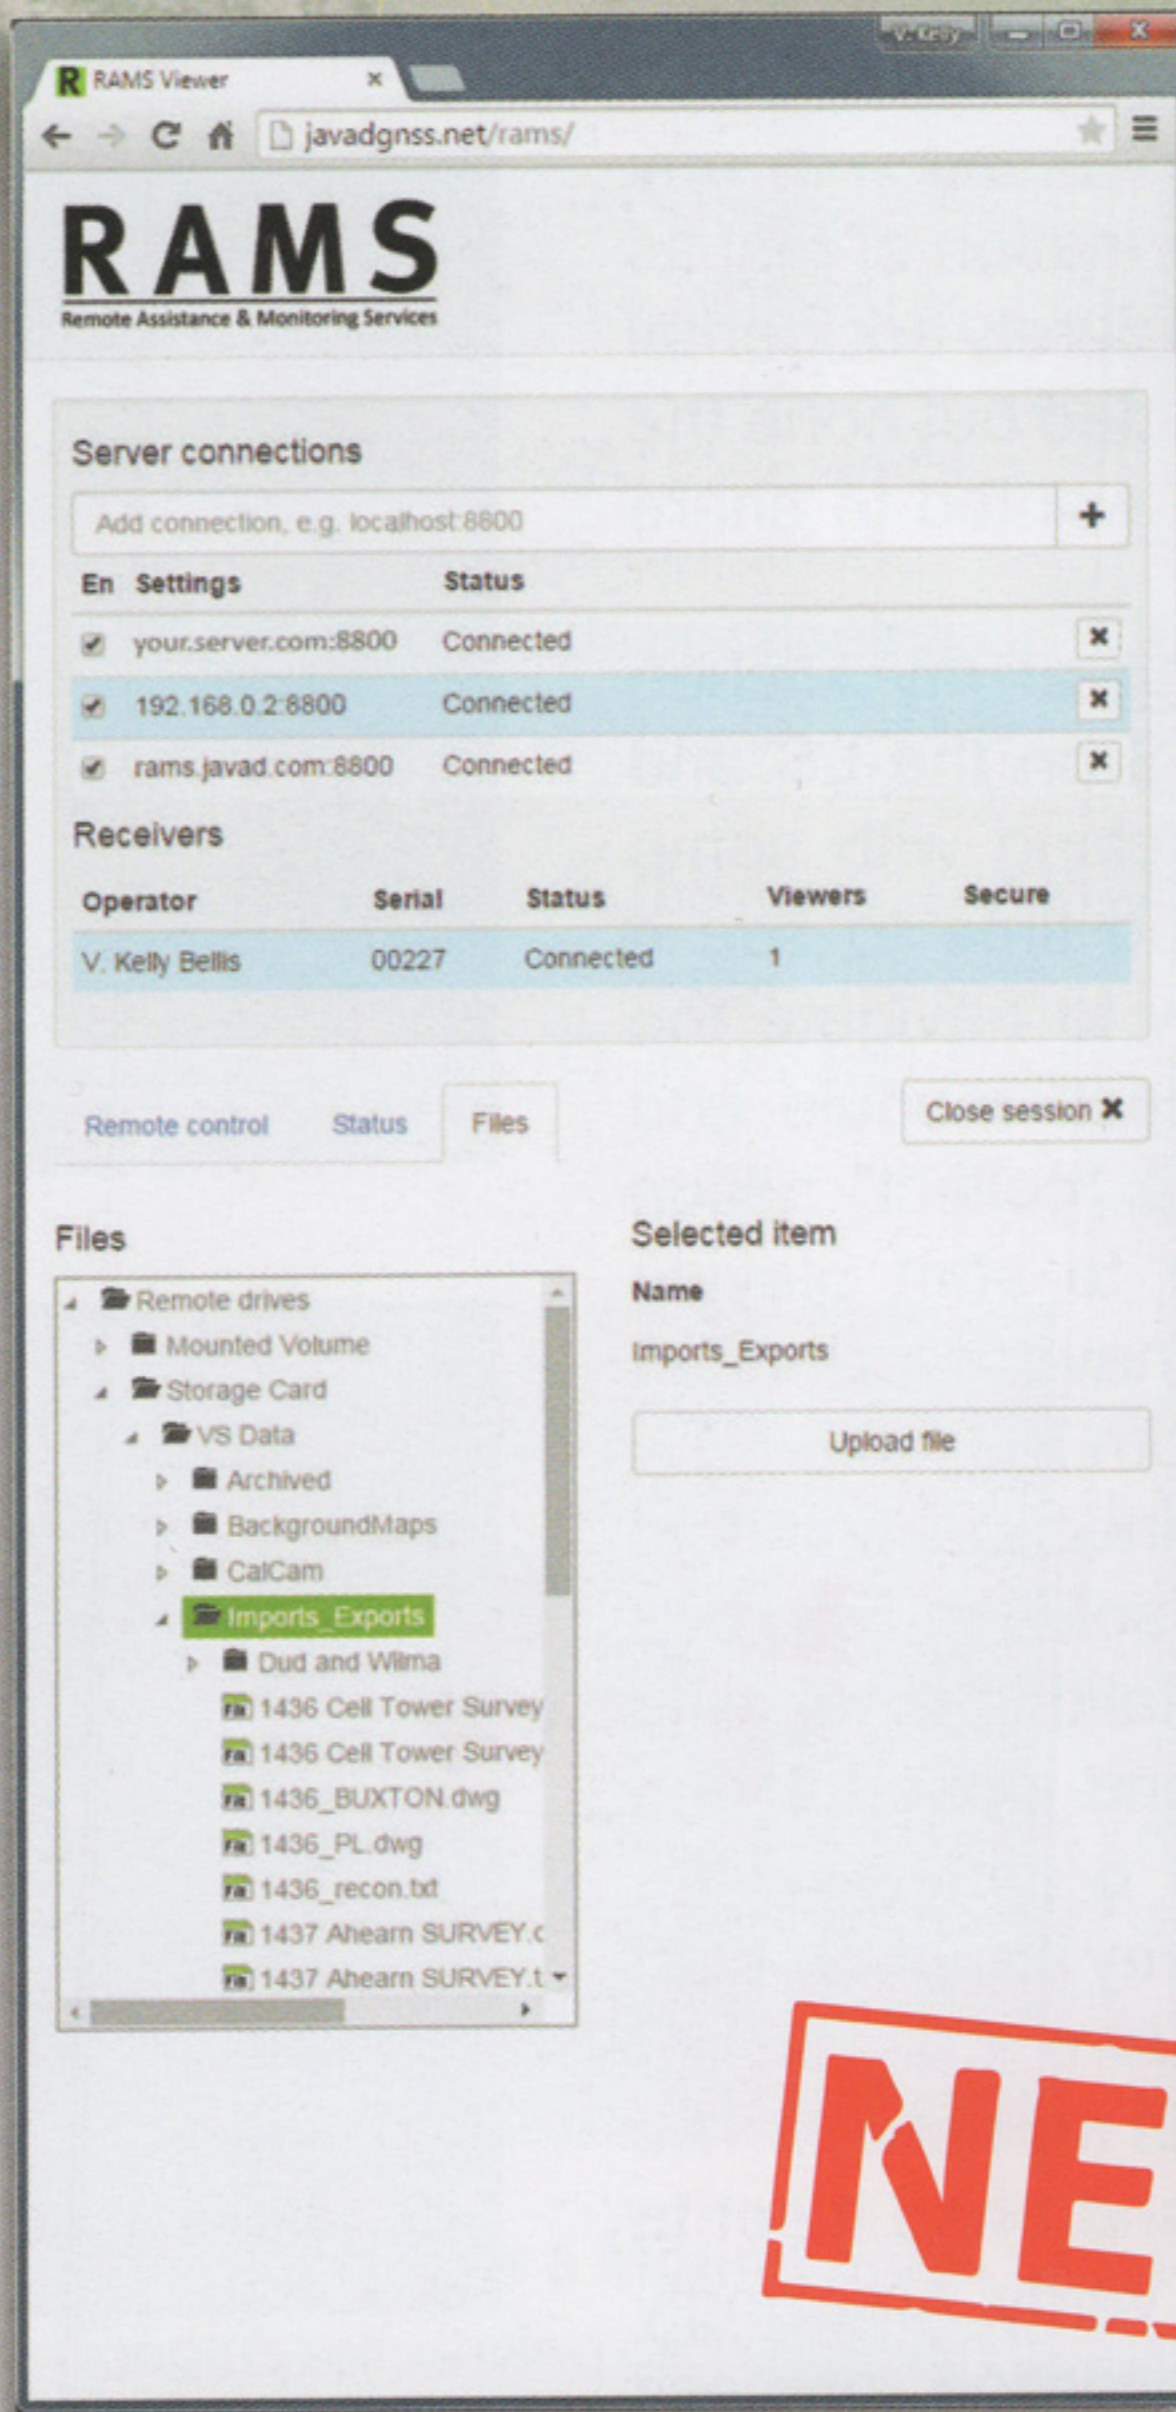 V. Kelly
RAMS Viewer
javadgnss.net/rams/
RAMS
Remote Assistance & Monitoring Services
Server connections
Add connection, e.g. localhost:8800
En Settings Status
your.server.com:8800 Connected
192.168.0.2:8800 Connected
rams.javad.com:8800 Connected
Receivers
Operator Serial Status Viewers Secure
V. Kelly Bellis 00227 Connected 1
Remote control Status Files Close session
Files
Remote drives
Mounted Volume
Storage Card
VS Data
Archived
BackgroundMaps
CalCam
Imports_Exports
Dud and Wilma
1436 Cell Tower Survey
1436 Cell Tower Survey
1436_BUXTON.dwg
1436_PL.dwg
1436_recon.txt
1437 Ahearn SURVEY.c
1437 Ahearn SURVEY.t
Selected item
Name
Imports_Exports
Upload file
NE